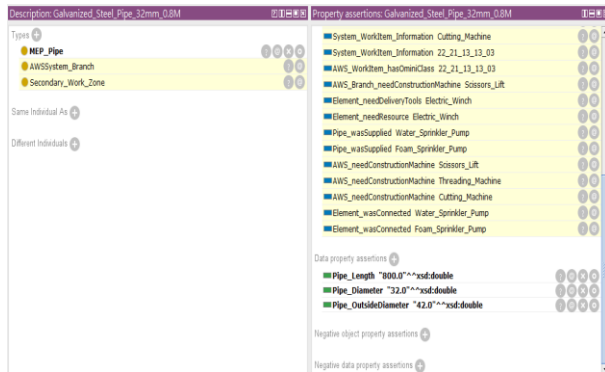 Description: Galvanized_Steel_Pipe_32mm_0.8M
Types
MEP_Pipe
AWSSystem_Branch
Secondary_Work_Zone
Same Individual As
Different Individuals
Property assertions: Galvanized_Steel_Pipe_32mm_0.8M
System_WorkItem_Information Cutting_Machine
System_WorkItem_Information 22_21_13_13_03
AWS_WorkItem_hasOminiClass 22_21_13_13_03
AWS_Branch_needConstructionMachine Scissors_Lift
Element_needDeliveryTools Electric_Winch
Element_needResource Electric_Winch
Pipe_wasSupplied Water_Sprinkler_Pump
Pipe_wasSupplied Foam_Sprinkler_Pump
AWS_needConstructionMachine Scissors_Lift
AWS_needConstructionMachine Threading_Machine
AWS_needConstructionMachine Cutting_Machine
Element_wasConnected Water_Sprinkler_Pump
Element_wasConnected Foam_Sprinkler_Pump
Data property assertions
Pipe_Length "800.0"^^xsd:double
Pipe_Diameter "32.0"^^xsd:double
Pipe_OutsideDiameter "42.0"^^xsd:double
Negative object property assertions
Negative data property assertions